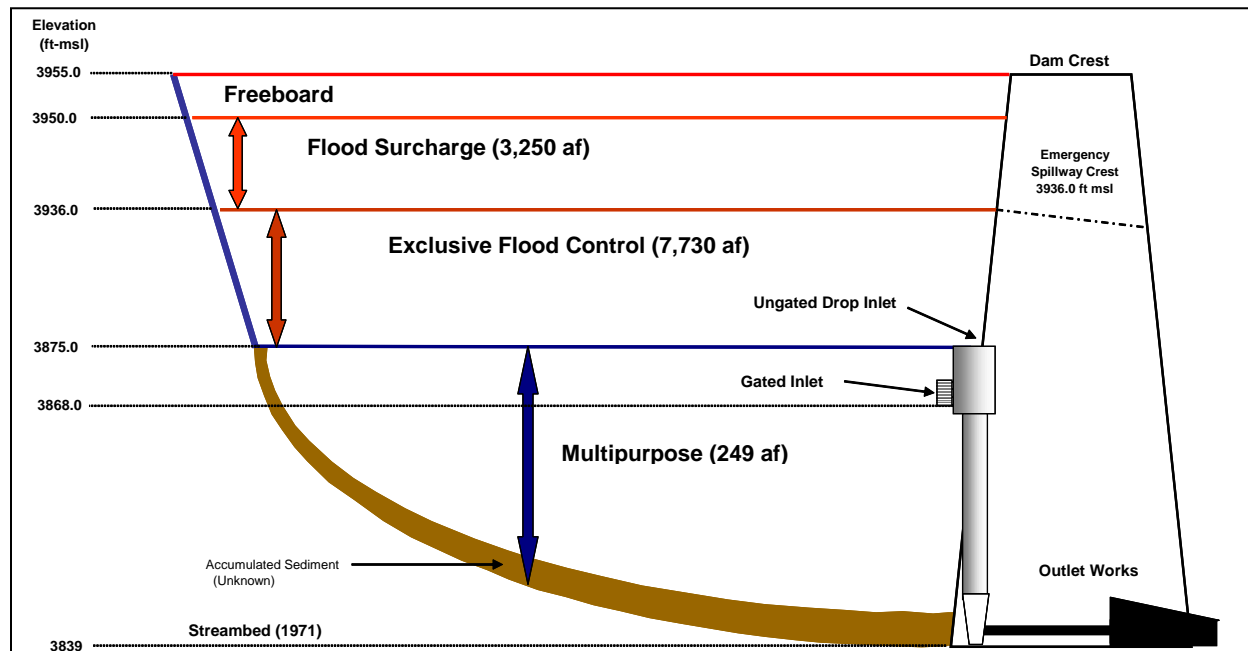 Elevation
(ft-msl)
3955.0
Dam Crest
Freeboard
3950.0
Flood Surcharge (3,250 af)
Emergency
Spillway Crest
3936.0 ft msl
3936.0
Exclusive Flood Control (7,730 af)
Ungated Drop Inlet
3875.0
Gated Inlet
3868.0
Multipurpose (249 af)
Accumulated Sediment
(Unknown)
Outlet Works
Streambed (1971)
3839